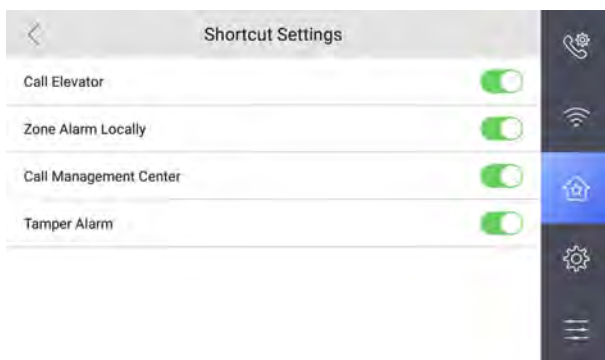 Shortcut Settings
Call Elevator
Zone Alarm Locally
Call Management Center
Tamper Alarm